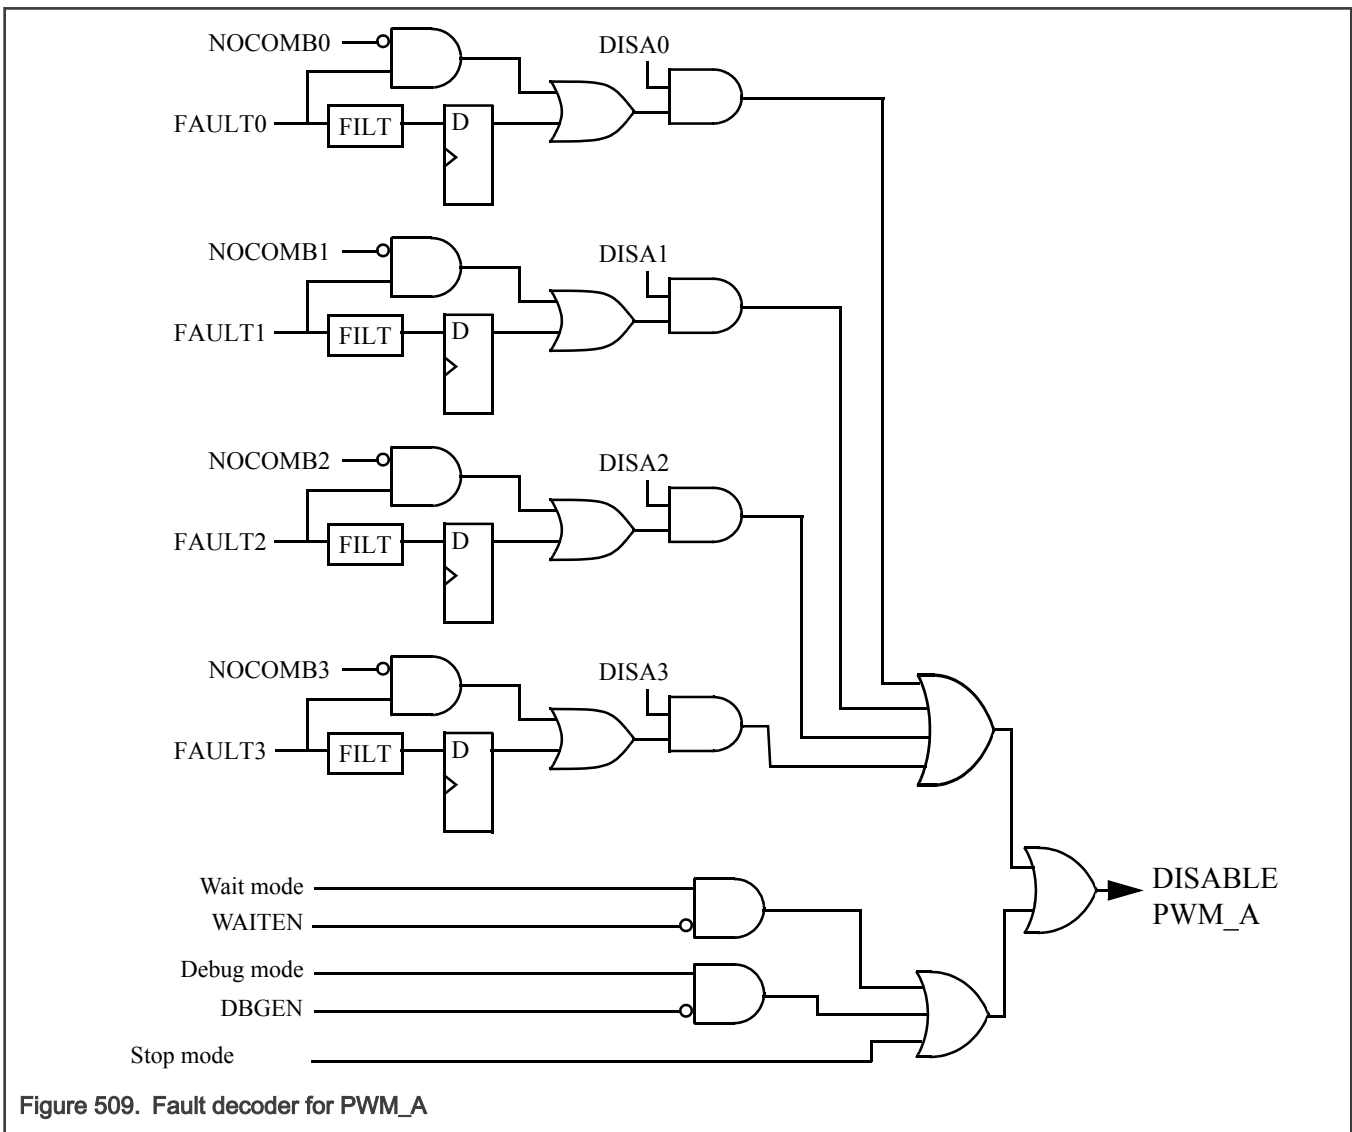 NOCOMB0
DISA0
FAULT0
FILT
D
NOCOMB1
DISA1
FAULT1
FILT
D
NOCOMB2
DISA2
FAULT2
FILT
D
NOCOMB3
DISA3
FAULT3
FILT
D
Wait mode
WAITEN
Debug mode
DBGEN
Stop mode
DISABLE
PWM_A
Figure 509. Fault decoder for PWM_A